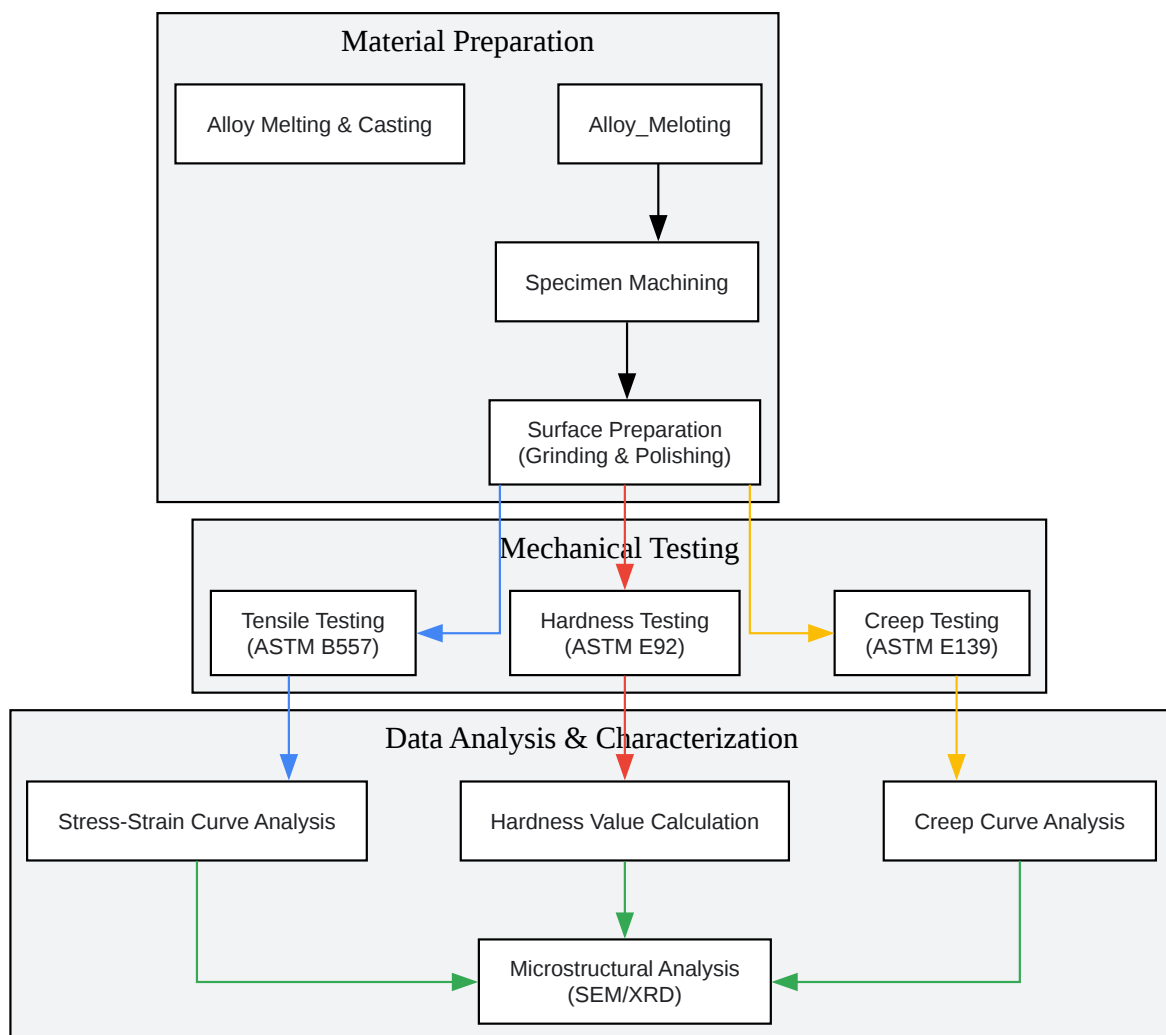 Material Preparation
Alloy Melting & Casting
Alloy_Meloting
Specimen Machining
Surface Preparation
(Grinding & Polishing)
Mechanical Testing
Tensile Testing
(ASTM B557)
Hardness Testing
(ASTM E92)
Creep Testing
(ASTM E139)
Data Analysis & Characterization
Stress-Strain Curve Analysis
Hardness Value Calculation
Creep Curve Analysis
Microstructural Analysis
(SEM/XRD)